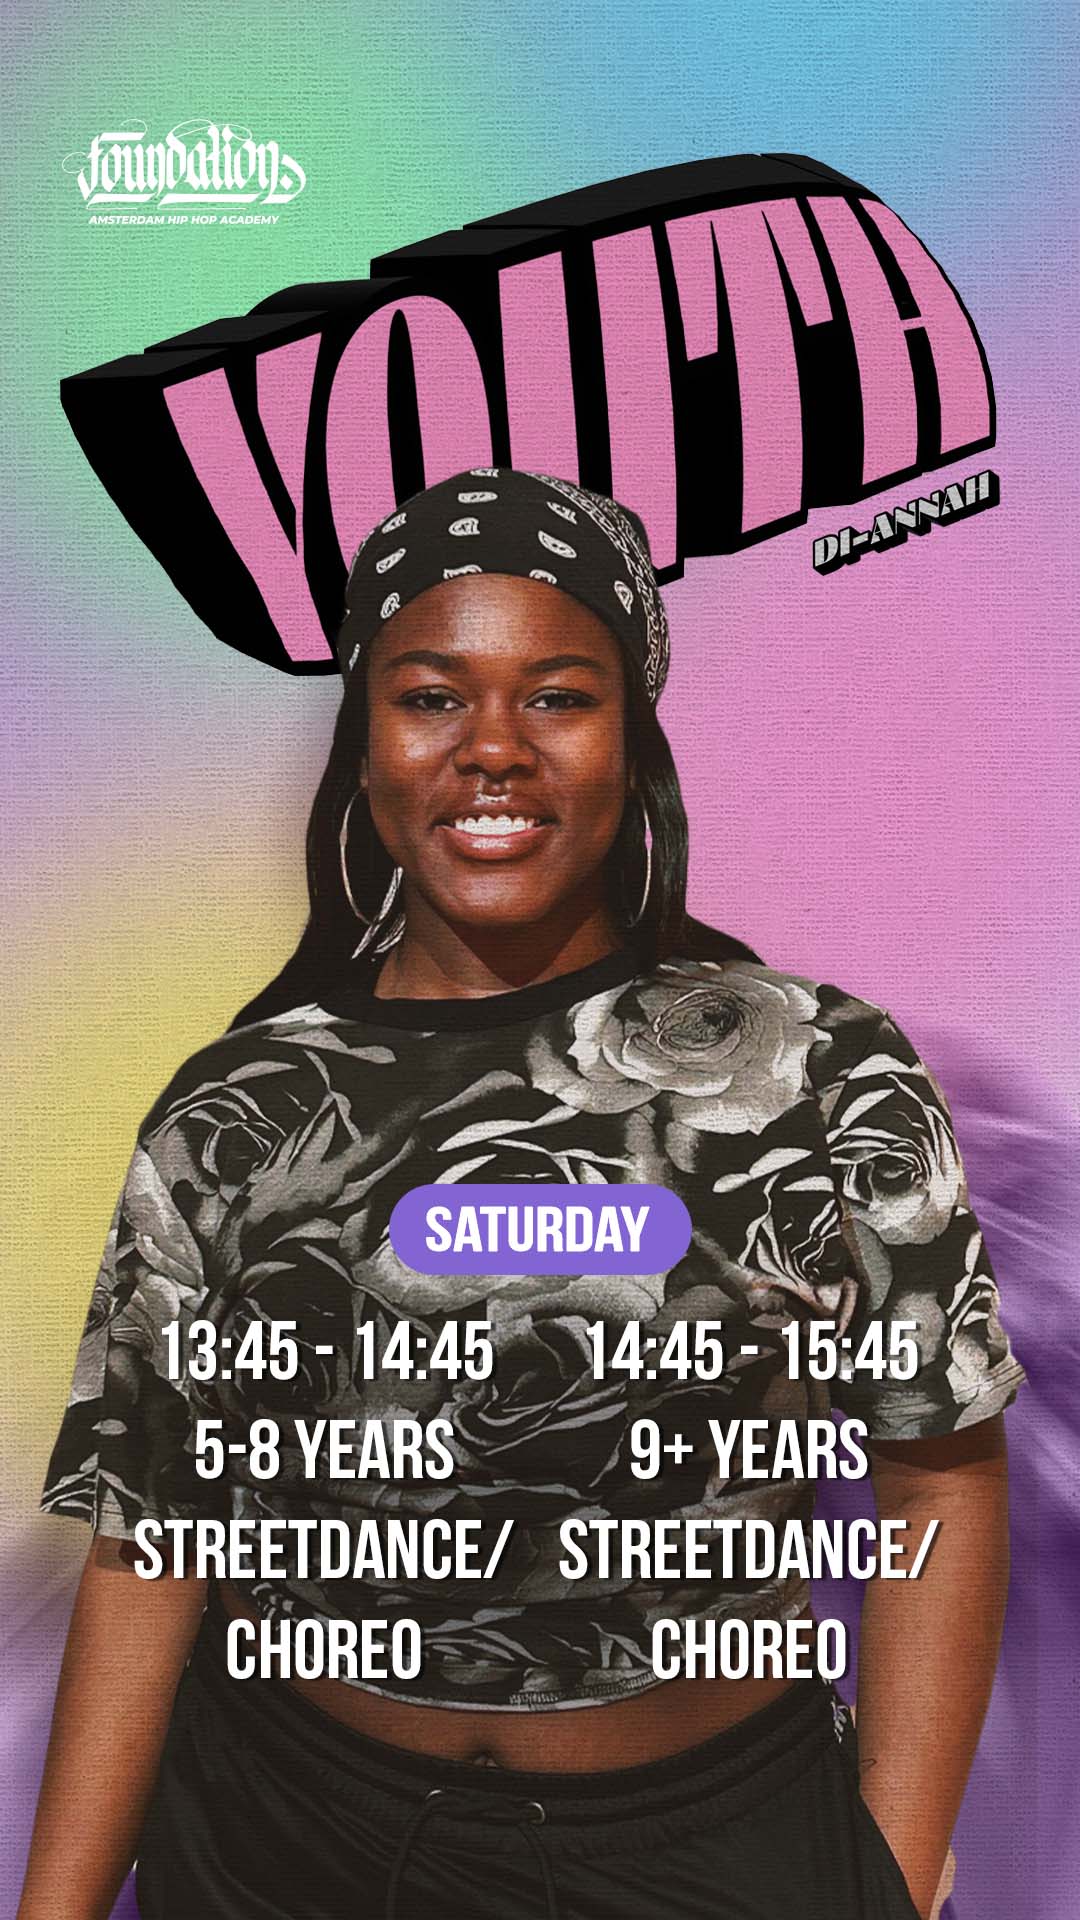 Foundation.
AMSTERDAM HIP HOP ACADEMY
YOUTH
DI-ANNAH
SATURDAY
13:45 - 14:45
5-8 YEARS
STREETDANCE/
CHOREO
14:45 - 15:45
9+ YEARS
STREETDANCE/
CHOREO